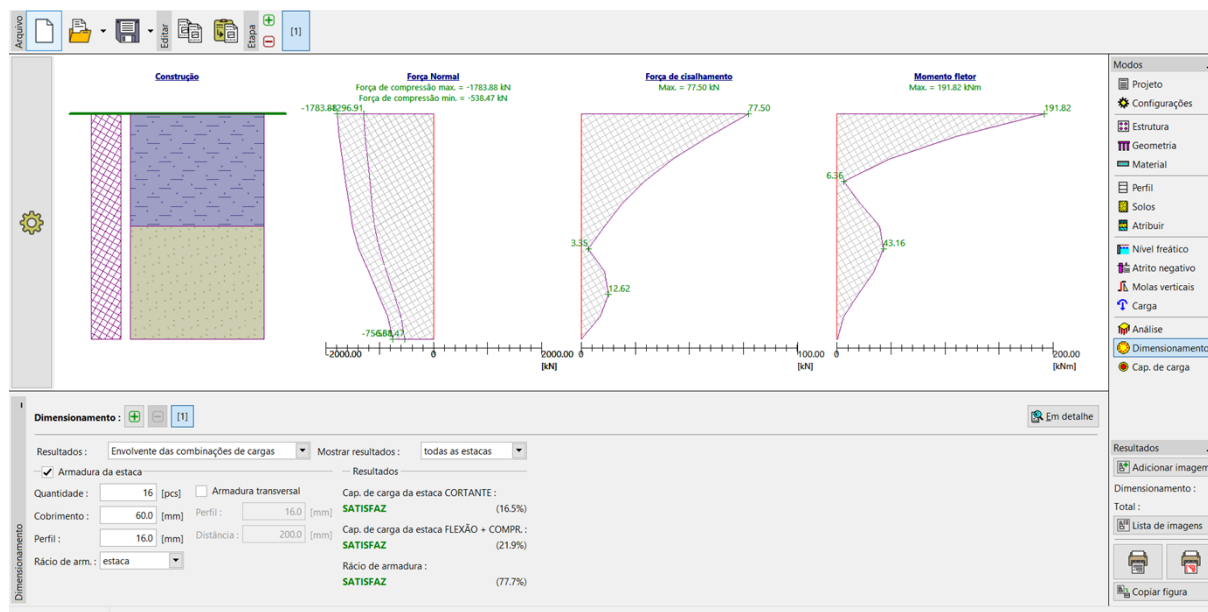 Arquivo
Editar
Etapa
[1]
Construção
Força Normal
Força de compressão max. = -1783.88 kN
Força de compressão min. = -538.47 kN
Força de cisalhamento
Max. = 77.50 kN
Momento fletor
Max. = 191.82 kNm
-1783.88
1296.91
77.50
191.82
6.36
3.35
43.16
12.62
538.47
-2000.00
0
2000.00
[kN]
0
100.00
[kN]
0
200.00
[kNm]
Modos
Projeto
Configurações
Estrutura
Geometria
Material
Perfil
Solos
Atribuir
Nível freático
Atrito negativo
Molas verticais
Carga
Análise
Dimensionamento
Cap. de carga
Dimensionamento
Dimensionamento :
[1]
Em detalhe
Resultados :
Envolvente das combinações de cargas
Mostrar resultados :
todas as estacas
Armadura da estaca
Quantidade :
16
[pcs]
Cobrimento :
60.0
[mm]
Perfil :
16.0
[mm]
Rácio de arm. :
estaca
Armadura transversal
Perfil :
16.0
[mm]
Distância :
200.0
[mm]
Resultados
Cap. de carga da estaca CORTANTE :
SATISFAZ (16.5%)
Cap. de carga da estaca FLEXÃO + COMPR. :
SATISFAZ (21.9%)
Rácio de armadura :
SATISFAZ (77.7%)
Resultados
Adicionar imagem
Dimensionamento :
Total :
Lista de imagens
Copiar figura